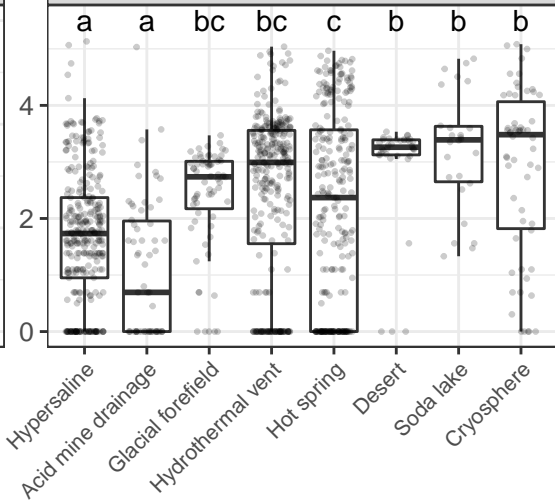 a a bc bc c b b b
4
2
0
Hypersaline
Acid mine drainage
Glacial forefield
Hydrothermal vent
Hot spring
Desert
Soda lake
Cryosphere